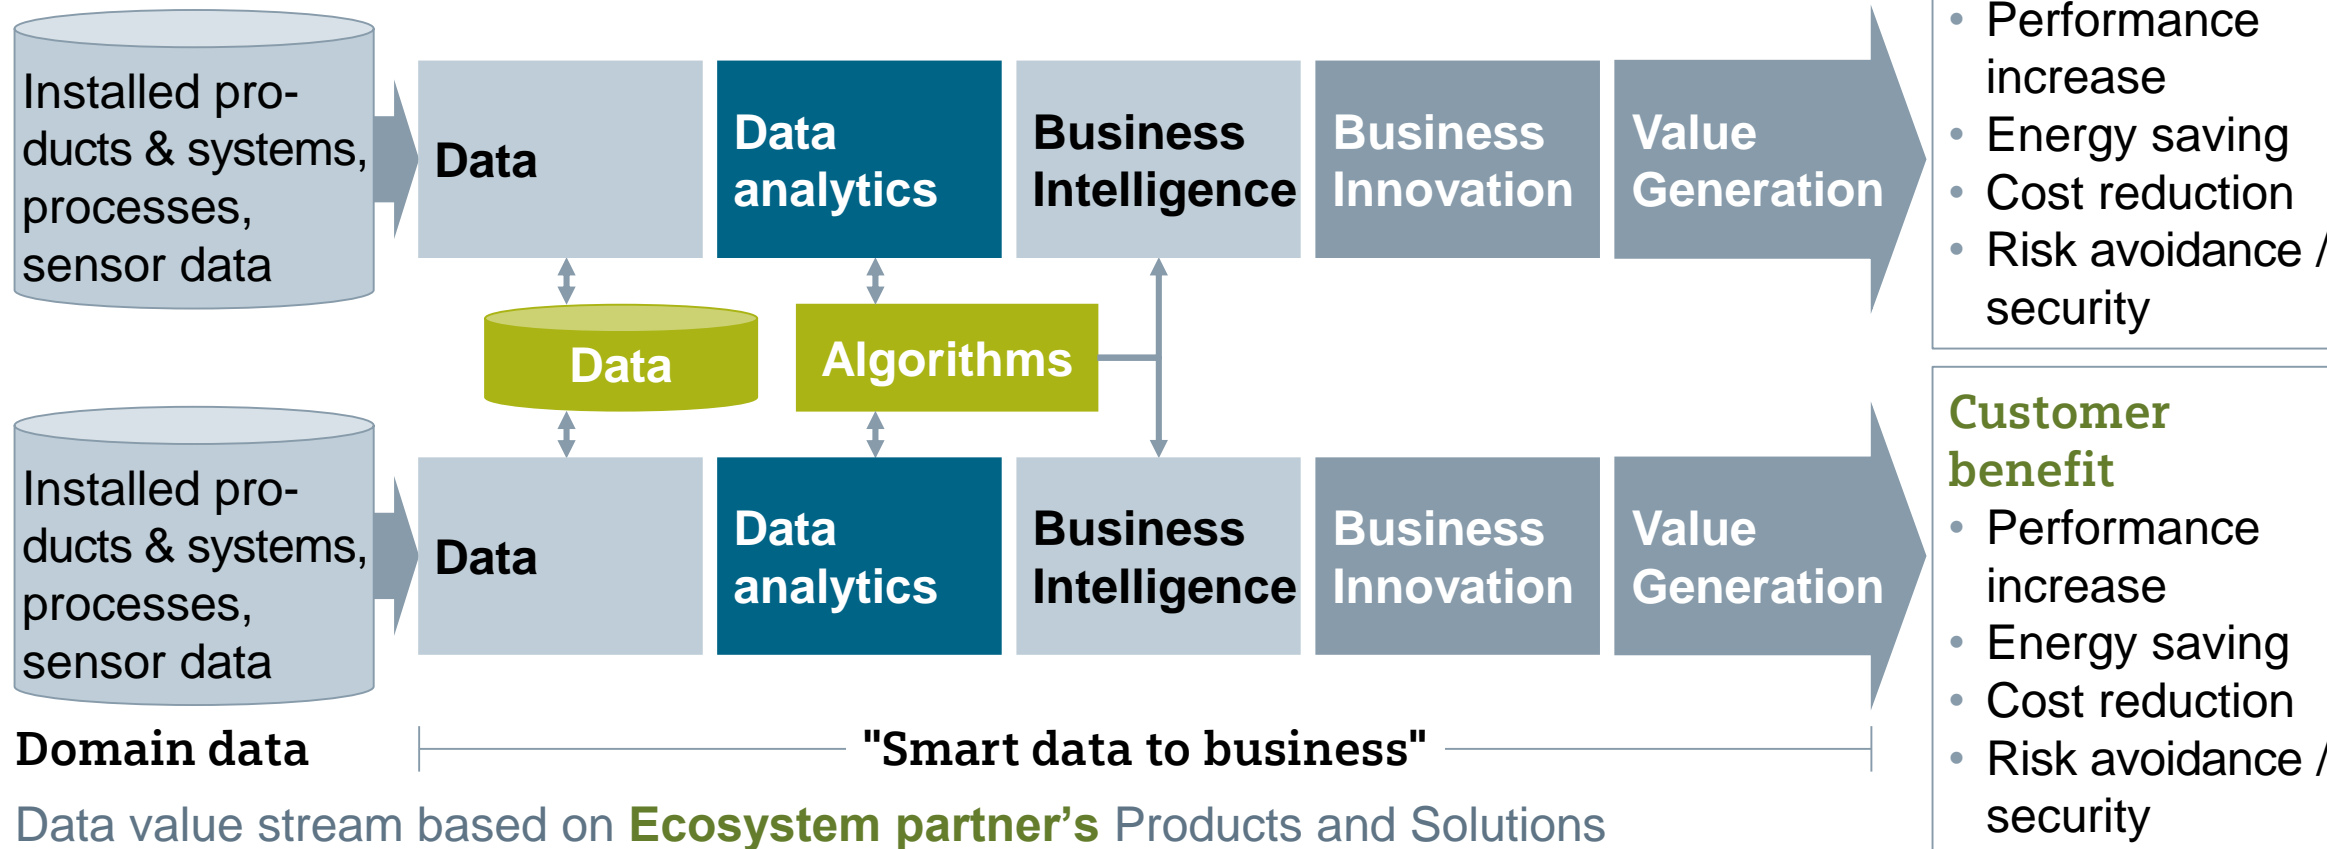 Installed pro-
ducts & systems,
processes,
sensor data
Data
Data
analytics
Business
Intelligence
Business
Innovation
Value
Generation
• Performance
increase
• Energy saving
• Cost reduction
• Risk avoidance /
security
Data
Algorithms
Installed pro-
ducts & systems,
processes,
sensor data
Data
Data
analytics
Business
Intelligence
Business
Innovation
Value
Generation
Customer
benefit
• Performance
increase
• Energy saving
• Cost reduction
• Risk avoidance /
security
Domain data
"Smart data to business"
Data value stream based on Ecosystem partner’s Products and Solutions